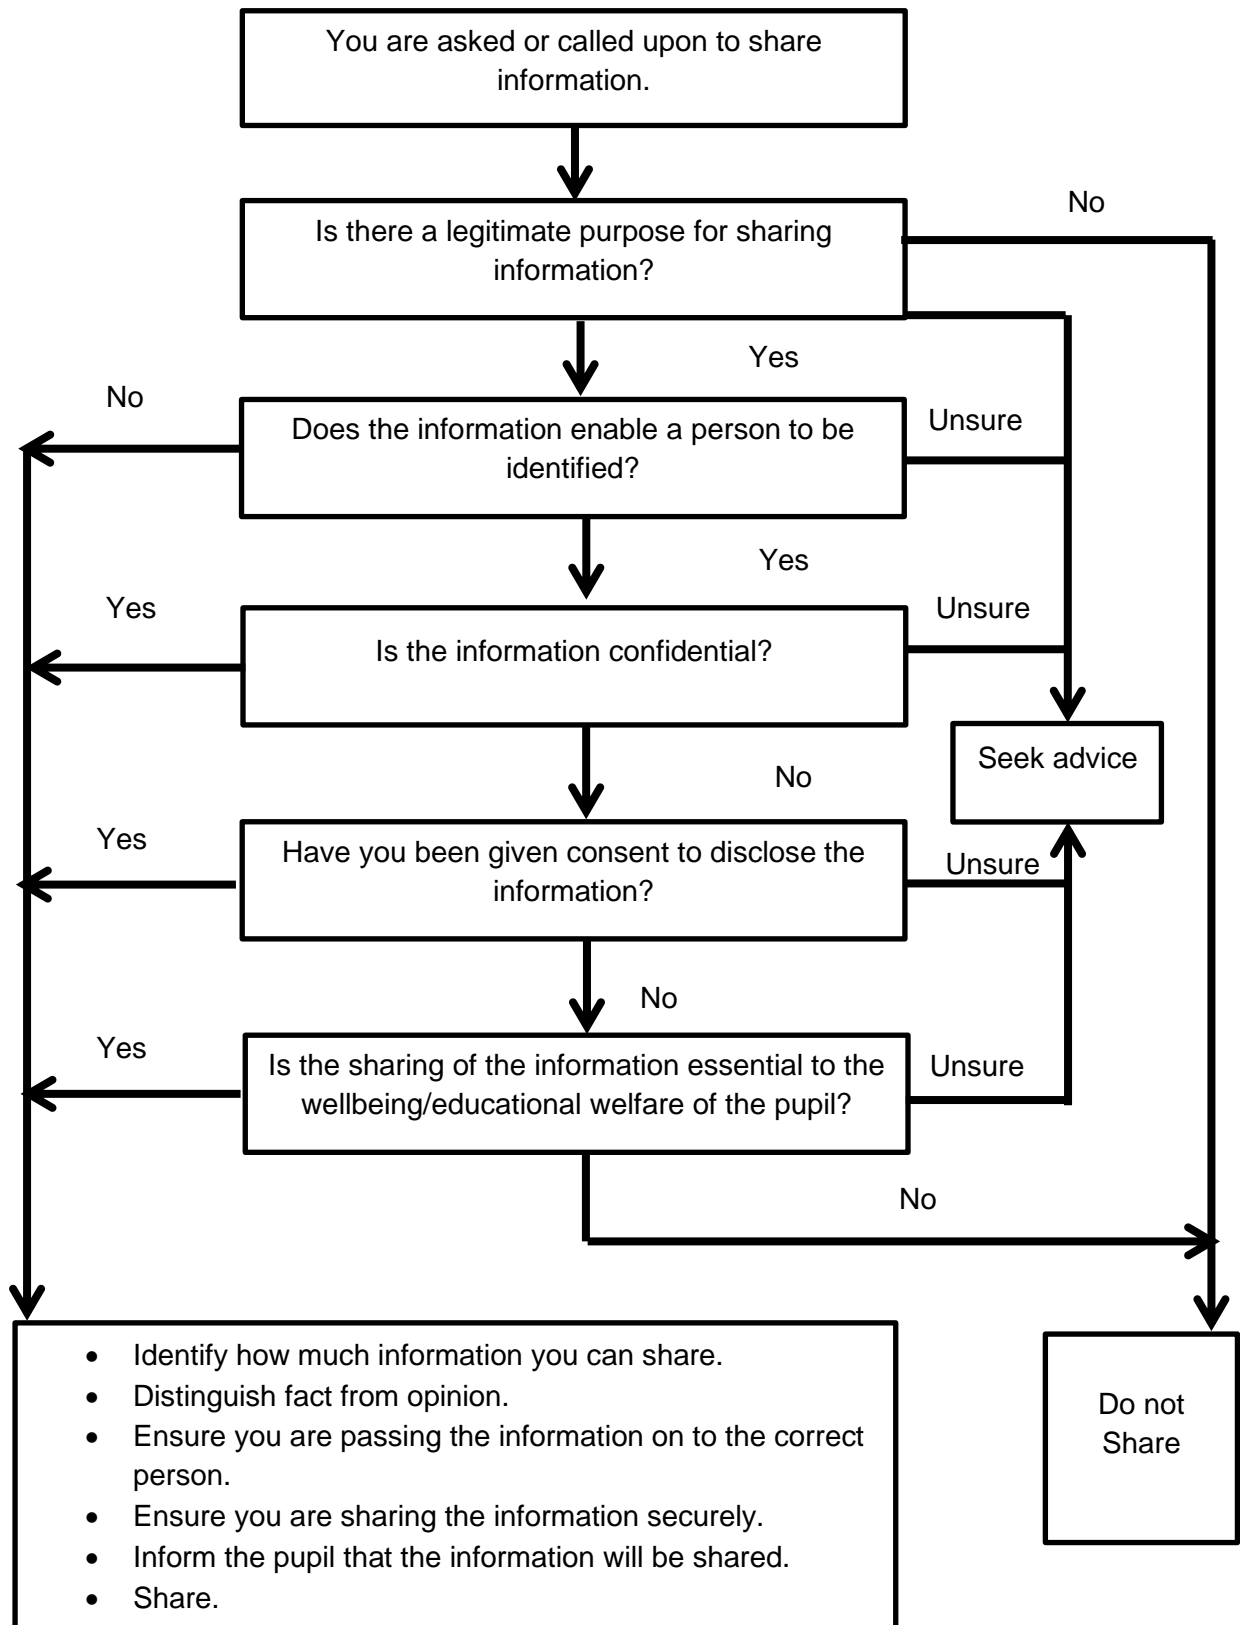 You are asked or called upon to share
information.
No
Is there a legitimate purpose for sharing
information?
Yes
No
Does the information enable a person to be
identified?
Unsure
Yes
Yes
Is the information confidential?
Unsure
No
Seek advice
Yes
Have you been given consent to disclose the
information?
Unsure
No
Yes
Is the sharing of the information essential to the
wellbeing/educational welfare of the pupil?
Unsure
No
• Identify how much information you can share.
• Distinguish fact from opinion.
• Ensure you are passing the information on to the correct
person.
• Ensure you are sharing the information securely.
• Inform the pupil that the information will be shared.
• Share.
Do not
Share